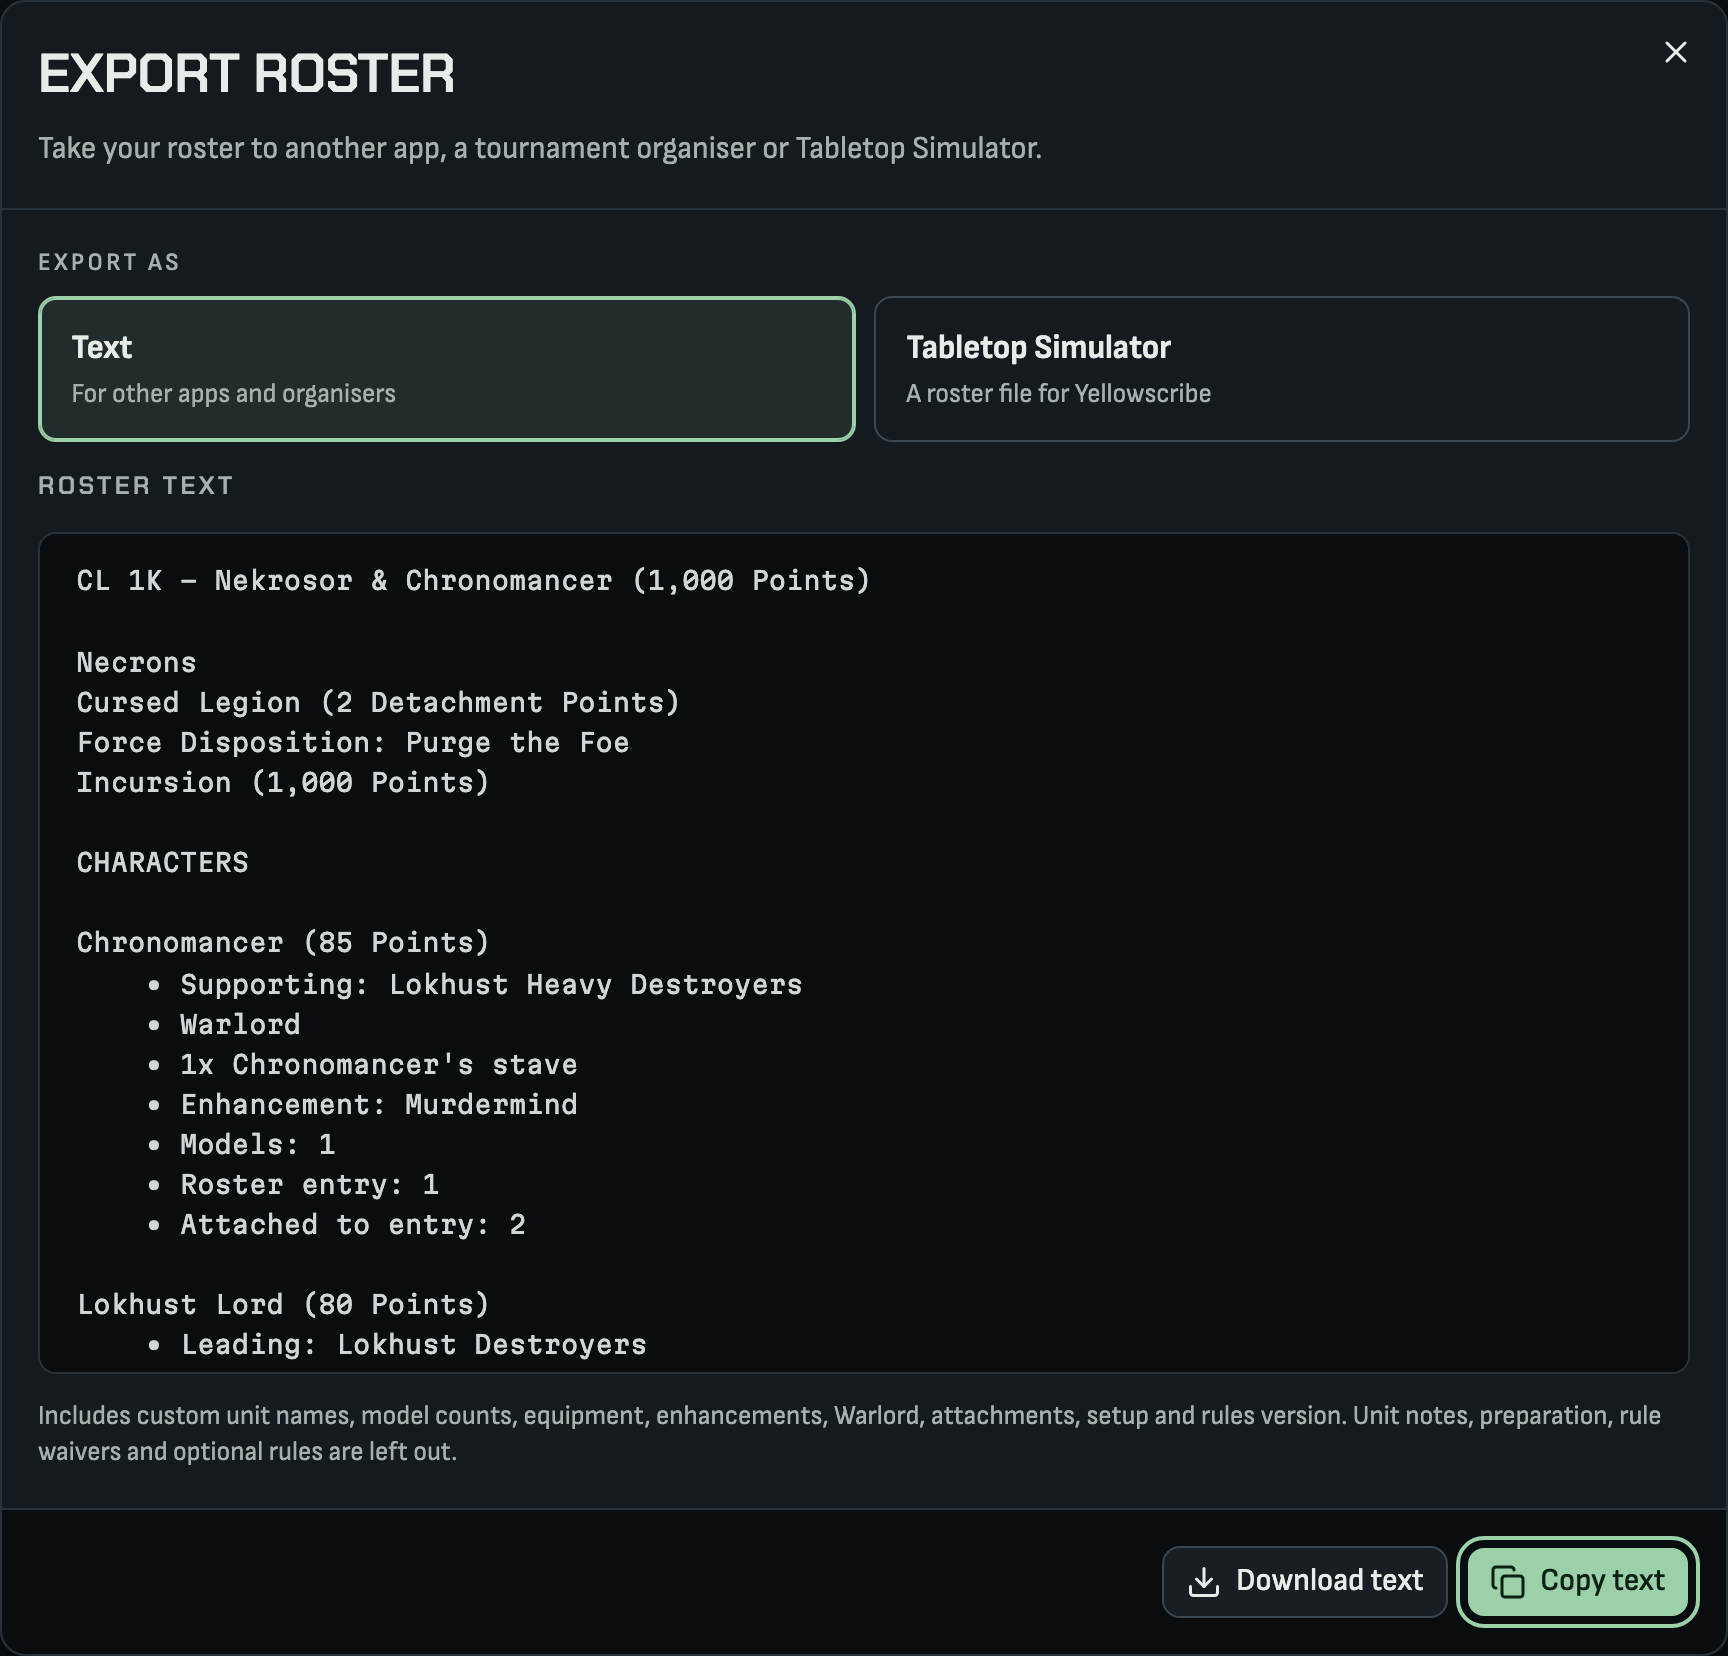 EXPORT ROSTER
Take your roster to another app, a tournament organiser or Tabletop Simulator.
EXPORT AS
Text
For other apps and organisers
Tabletop Simulator
A roster file for Yellowscribe
ROSTER TEXT
CL 1K – Nekrosor & Chronomancer (1,000 Points)
Necrons
Cursed Legion (2 Detachment Points)
Force Disposition: Purge the Foe
Incursion (1,000 Points)
CHARACTERS
Chronomancer (85 Points)
• Supporting: Lokhust Heavy Destroyers
• Warlord
• 1x Chronomancer's stave
• Enhancement: Murdermind
• Models: 1
• Roster entry: 1
• Attached to entry: 2
Lokhust Lord (80 Points)
• Leading: Lokhust Destroyers
Includes custom unit names, model counts, equipment, enhancements, Warlord, attachments, setup and rules version. Unit notes, preparation, rule
waivers and optional rules are left out.
Download text
Copy text